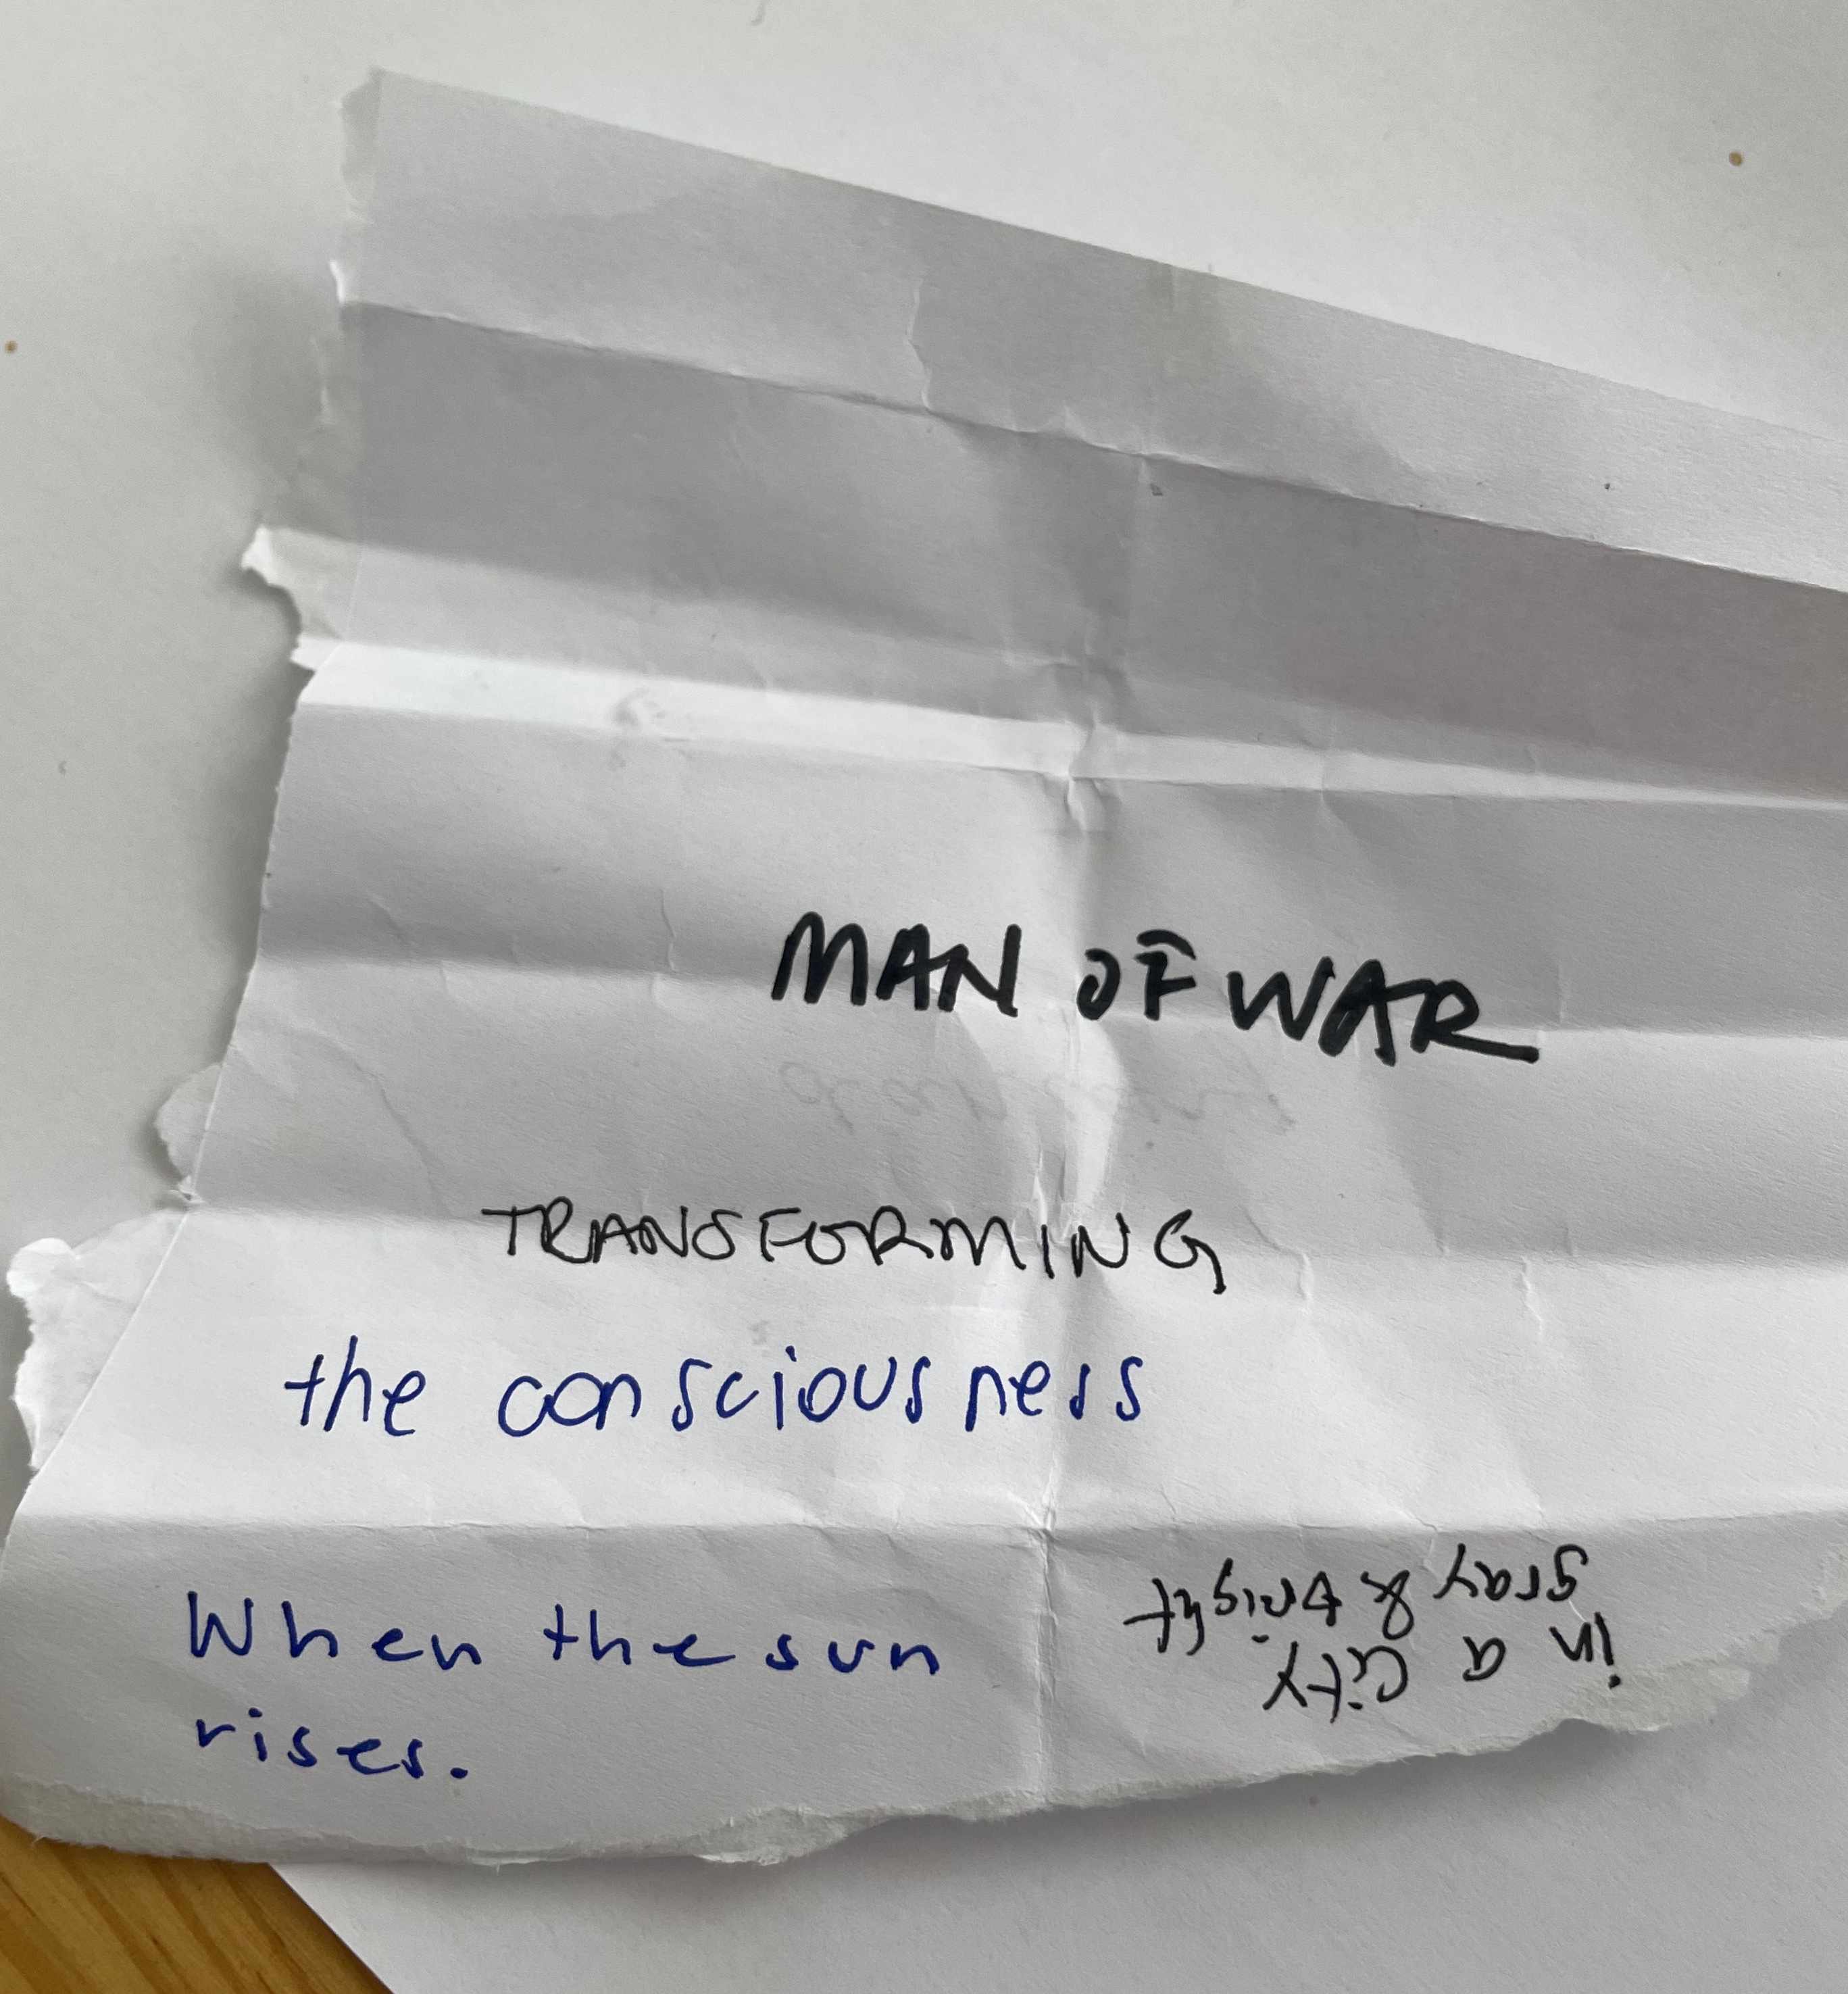 MAN OF WAR
TRANSFORMING
the consciousness
When the sun
rises.
in a City
gray & bright